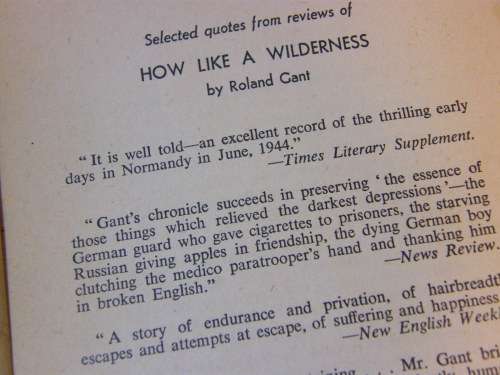 Selected quotes from reviews of
HOW LIKE A WILDERNESS
by Roland Gant
“ It is well told—an excellent record of the thrilling early
days in Normandy in June, 1944.”
—Times Literary Supplement.
“ Gant's chronicle succeeds in preserving ‘ the essence of
those things which relieved the darkest depressions ’—the
German guard who gave cigarettes to prisoners, the starving
Russian giving apples in friendship, the dying German boy
clutching the medico paratrooper's hand and thanking him
in broken English.”
—News Review.
“ A story of endurance and privation, of hairbreadth
escapes and attempts at escape, of suffering and happiness
—New English Weekl
. . . Mr. Gant bri